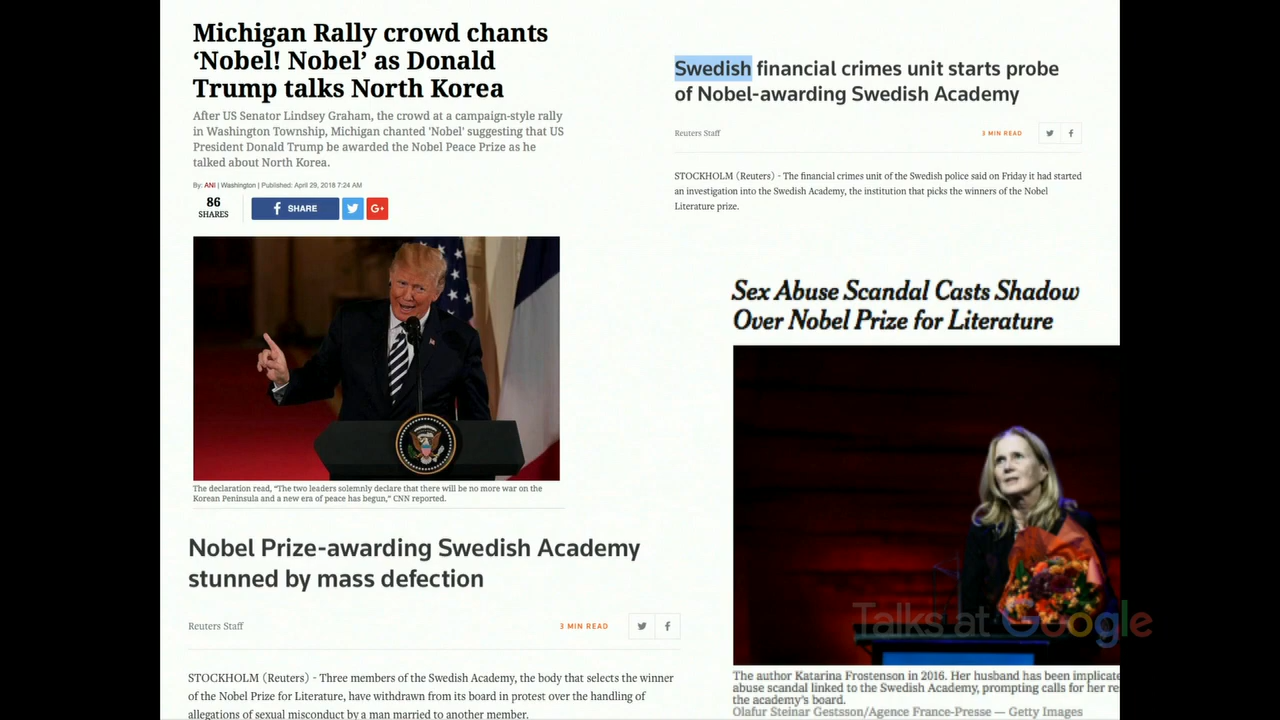 Michigan Rally crowd chants
‘Nobel! Nobel’ as Donald
Trump talks North Korea
After US Senator Lindsey Graham, the crowd at a campaign-style rally
in Washington Township, Michigan chanted 'Nobel' suggesting that US
President Donald Trump be awarded the Nobel Peace Prize as he
talked about North Korea.
By: ANI | Washington | Published: April 29, 2018 7:24 AM
86
SHARES
SHARE
G+
The declaration read, “The two leaders solemnly declare that there will be no more war on the
Korean Peninsula and a new era of peace has begun,” CNN reported.
Nobel Prize-awarding Swedish Academy
stunned by mass defection
Reuters Staff
3 MIN READ
STOCKHOLM (Reuters) - Three members of the Swedish Academy, the body that selects the winner
of the Nobel Prize for Literature, have withdrawn from its board in protest over the handling of
allegations of sexual misconduct by a man married to another member.
Swedish financial crimes unit starts probe
of Nobel-awarding Swedish Academy
Reuters Staff
3 MIN READ
STOCKHOLM (Reuters) - The financial crimes unit of the Swedish police said on Friday it had started
an investigation into the Swedish Academy, the institution that picks the winners of the Nobel
Literature prize.
Sex Abuse Scandal Casts Shadow
Over Nobel Prize for Literature
The author Katarina Frostenson in 2016. Her husband has been implicate
abuse scandal linked to the Swedish Academy, prompting calls for her re
the academy's board.
Olafur Steinar Gestsson/Agence France-Presse — Getty Images
Talks at Google